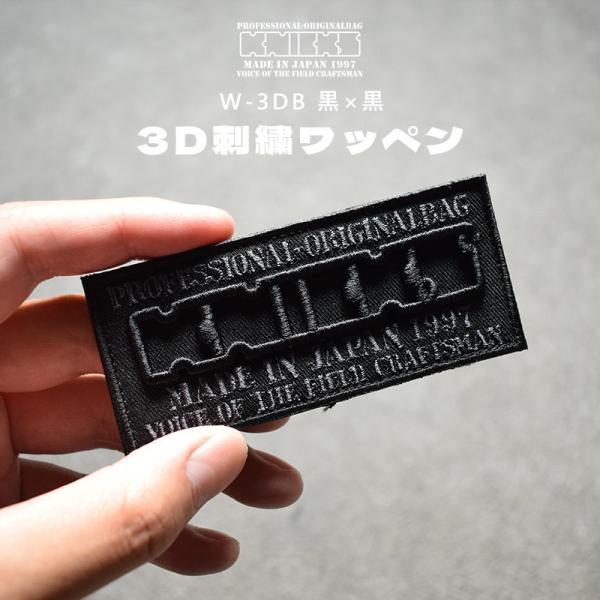 PROFESSIONAL·ORIGINALBAG
KNICKS
MADE IN JAPAN 1997
VOICE OF THE FIELD CRAFTSMAN
W-3DB 黒×黒
3D刺繍ワッペン
PROFESSIONAL·ORIGINALBAG
KNICKS
MADE IN JAPAN 1997
VOICE OF THE FIELD CRAFTSMAN